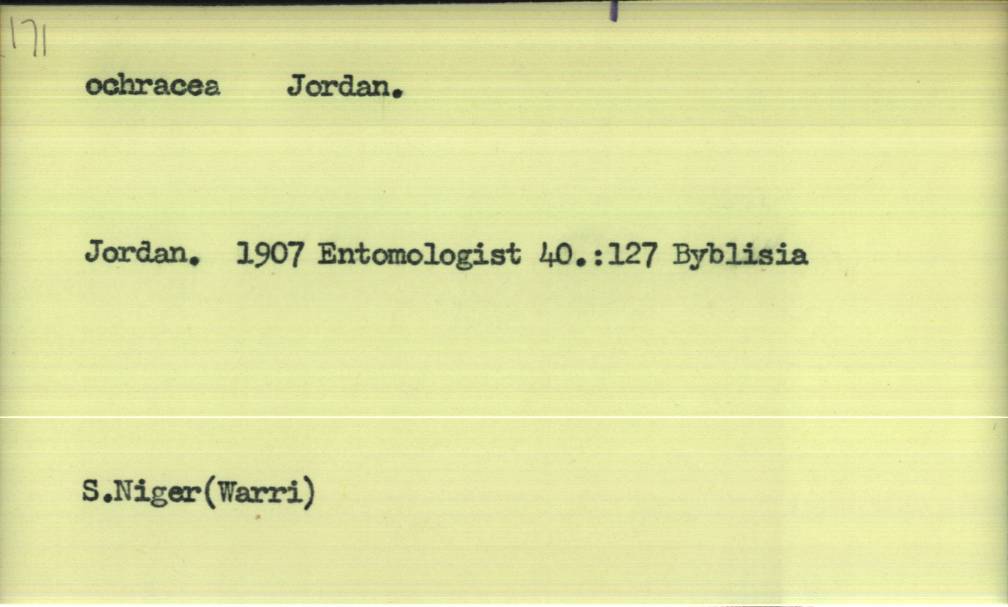 171
ochracea Jordan.
Jordan. 1907 Entomologist 40.:127 Byblisia
S.Niger(Warri)